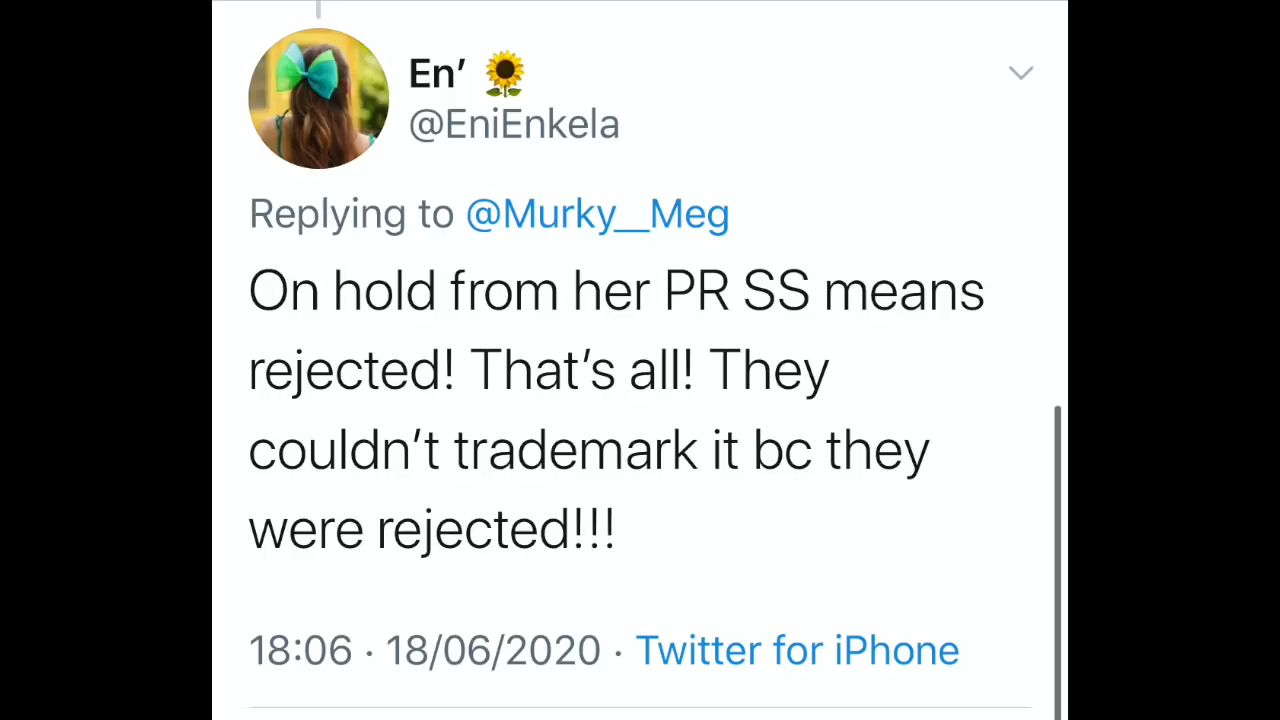 En’ 🌻
@EniEnkela
Replying to @Murky__Meg
On hold from her PR SS means
rejected! That’s all! They
couldn’t trademark it bc they
were rejected!!!
18:06 · 18/06/2020 · Twitter for iPhone